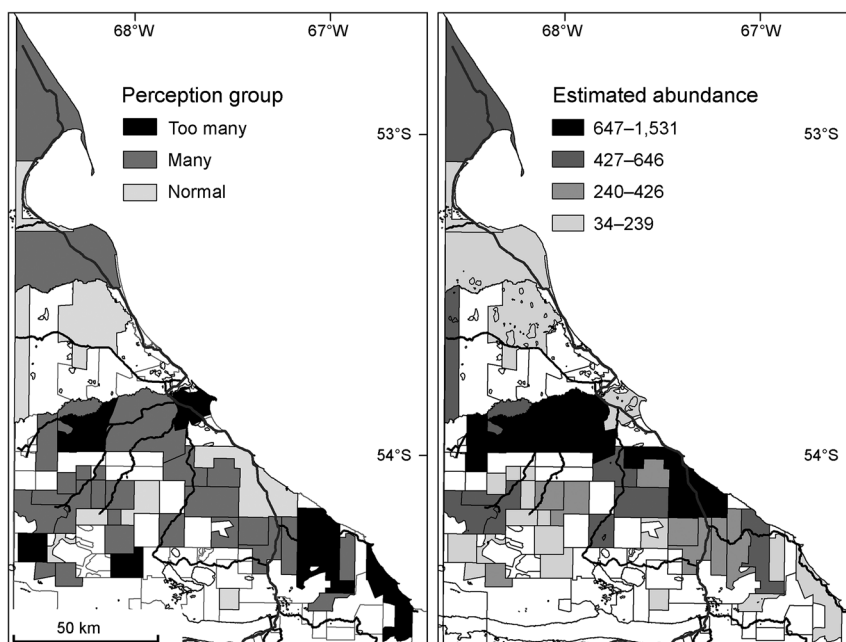 68°W
67°W
Perception group
Too many
Many
Normal
53°S
54°S
50 km
68°W
67°W
Estimated abundance
647–1,531
427–646
240–426
34–239
53°S
54°S